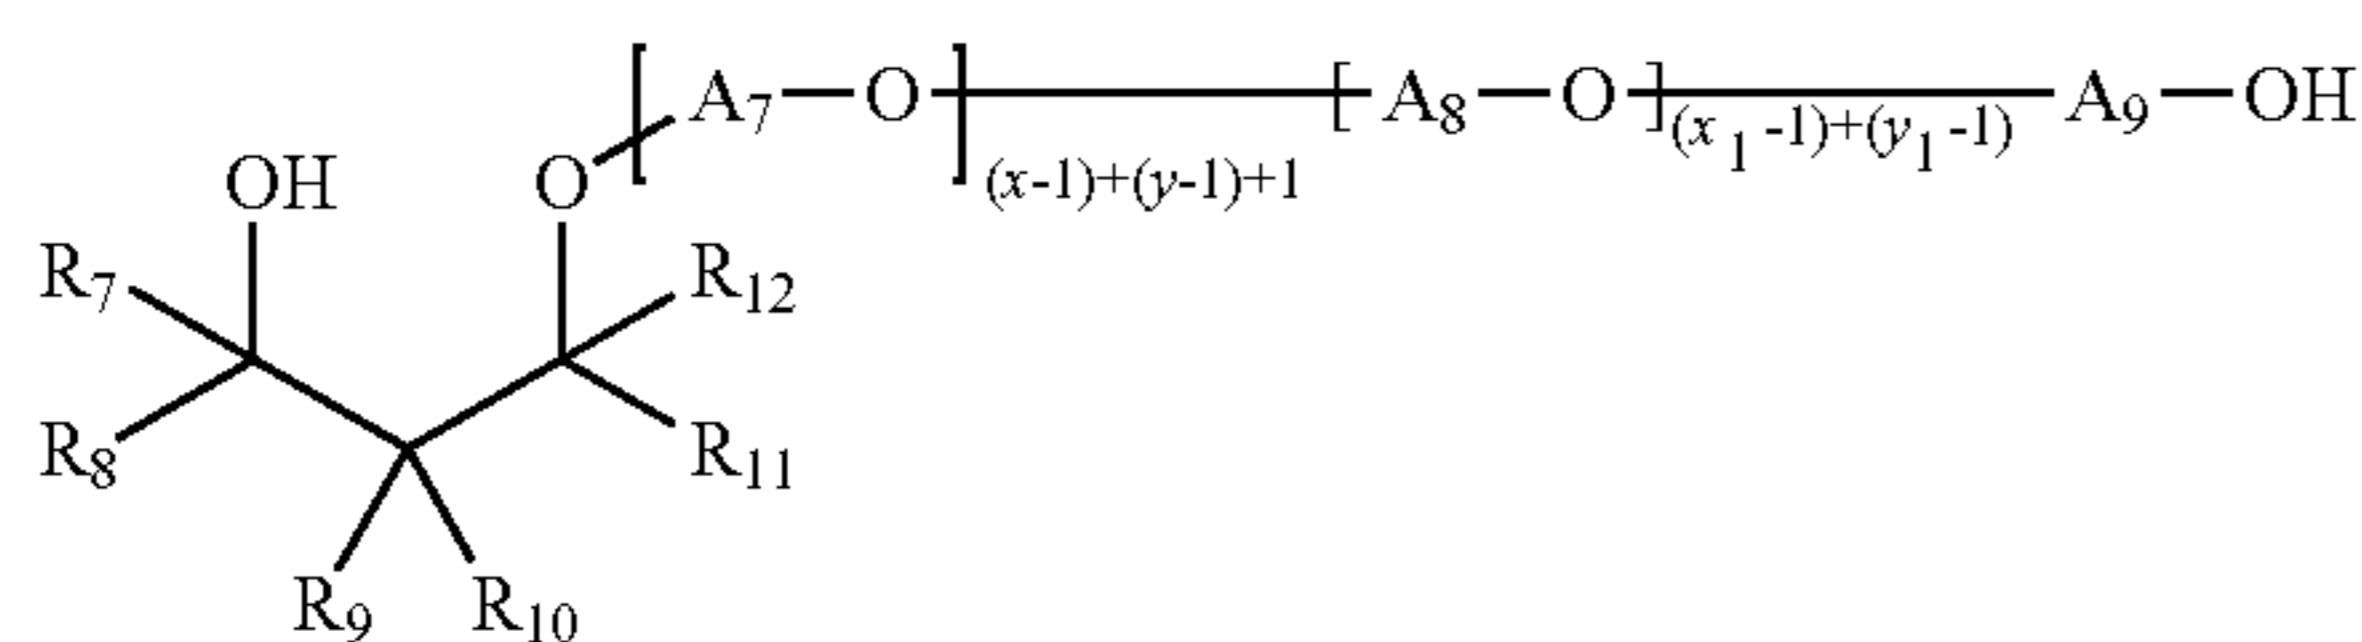 [A7—O](x-1)+(y-1)+1[A8—O](x1-1)+(y1-1)A9—OH
OH O
R7 R12
R8 R11
R9 R10